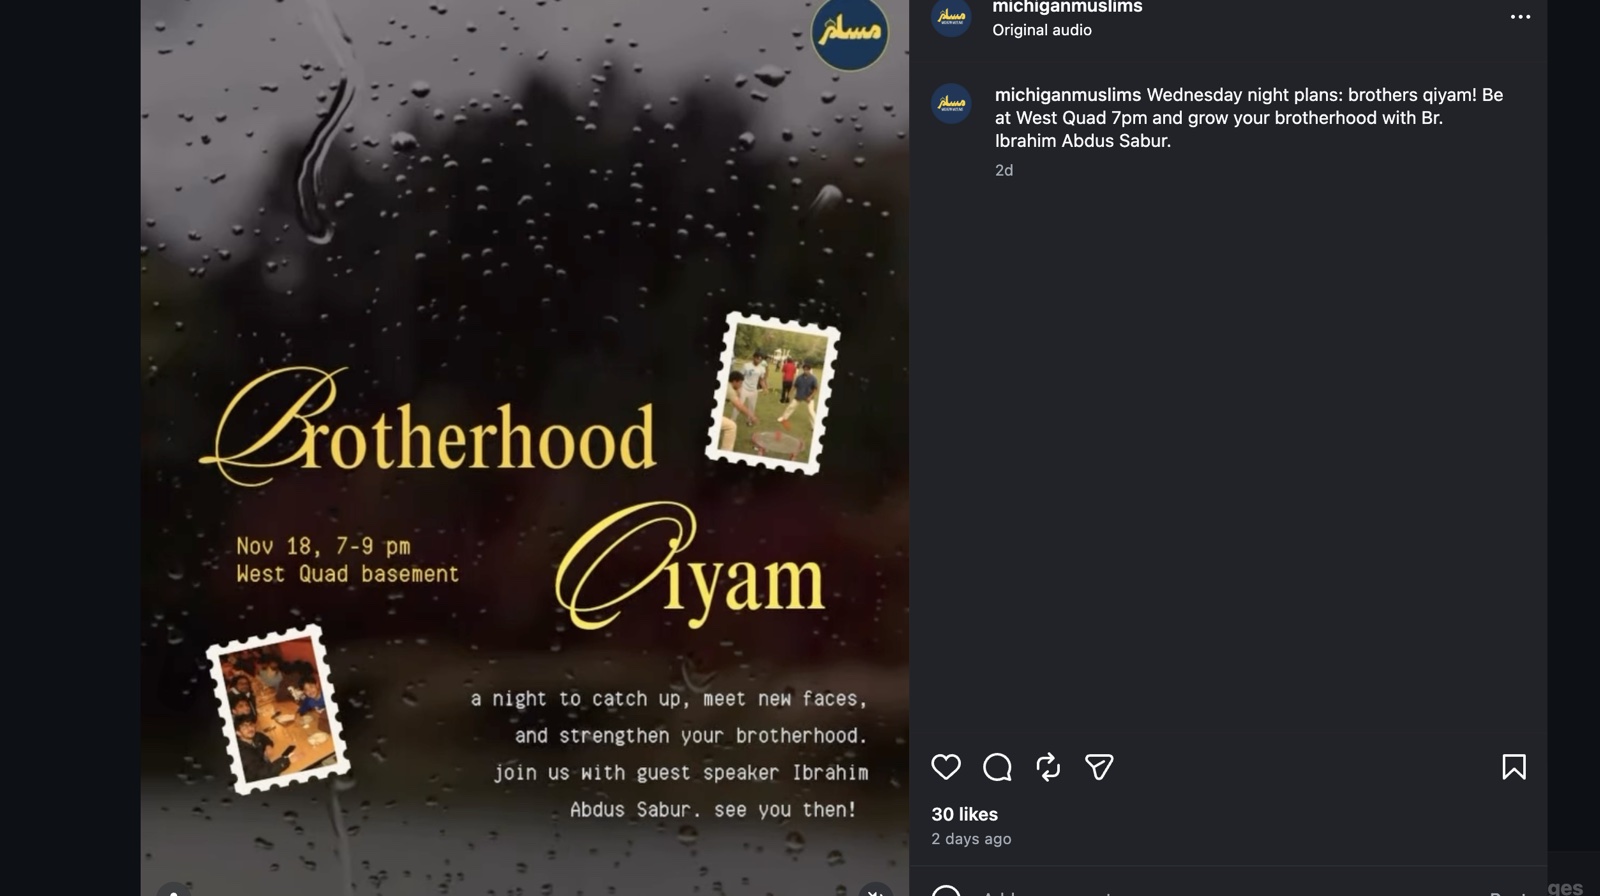 مسلم
Brotherhood
Qiyam
Nov 18, 7-9 pm
West Quad basement
a night to catch up, meet new faces,
and strengthen your brotherhood.
join us with guest speaker Ibrahim
Abdus Sabur. see you then!
michiganmuslims
Original audio
michiganmuslims Wednesday night plans: brothers qiyam! Be
at West Quad 7pm and grow your brotherhood with Br.
Ibrahim Abdus Sabur.
2d
30 likes
2 days ago